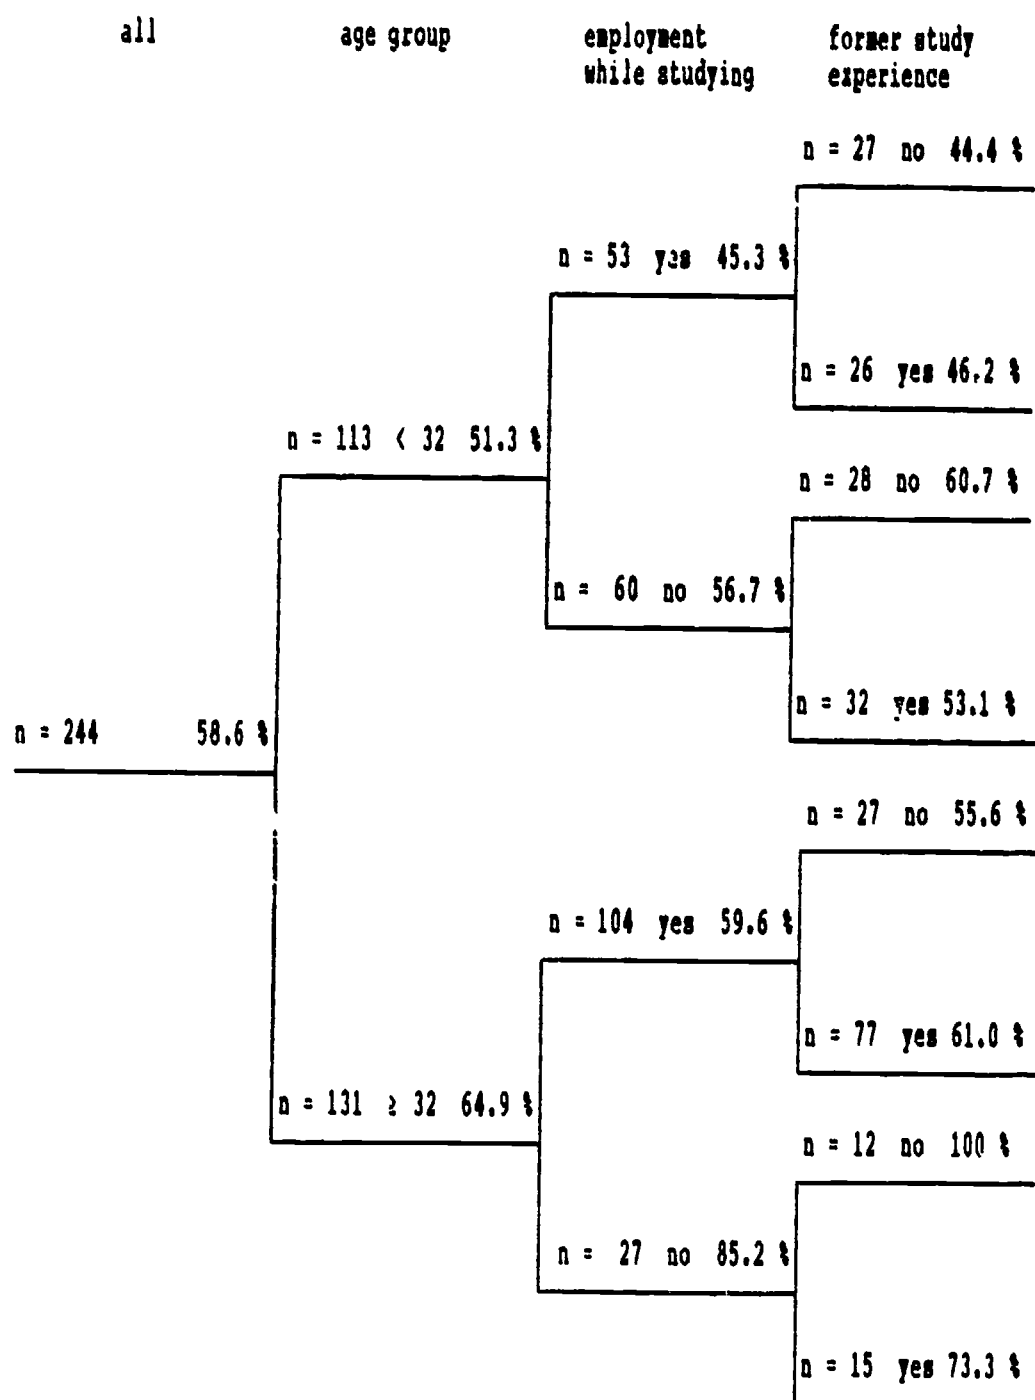 all age group employment former study
while studying experience
n = 27 no 44.4 %
n = 53 yes 45.3 %
n = 26 yes 46.2 %
n = 113 < 32 51.3 %
n = 28 no 60.7 %
n = 60 no 56.7 %
n = 32 yes 53.1 %
n = 244 58.6 %
n = 27 no 55.6 %
n = 104 yes 59.6 %
n = 77 yes 61.0 %
n = 131 ≥ 32 64.9 %
n = 12 no 100 %
n = 27 no 85.2 %
n = 15 yes 73.3 %